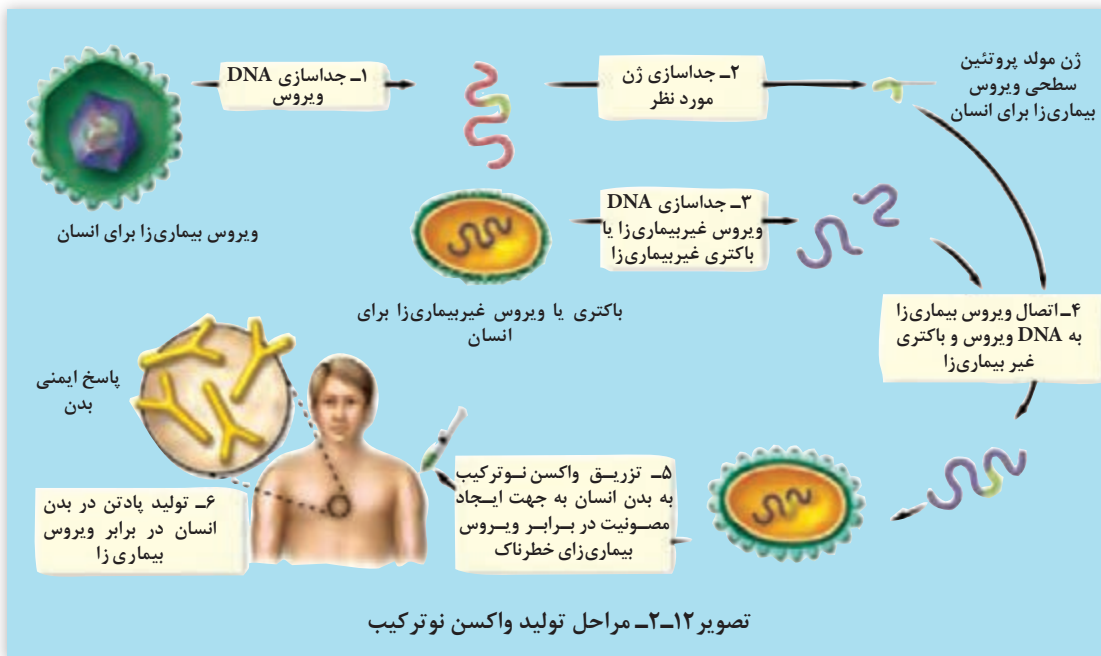 ۱ـ جداسازی DNA
ویروس
۲ـ جداسازی ژن
مورد نظر
ژن مولد پروتئین
سطحی ویروس
بیماری‌زا برای انسان
ویروس بیماری‌زا برای انسان
۳ـ جداسازی DNA
ویروس غیربیماری‌زا یا
باکتری غیربیماری‌زا
باکتری یا ویروس غیربیماری‌زا برای
انسان
۴ـ اتصال ویروس بیماری‌زا
به DNA ویروس و باکتری
غیر بیماری‌زا
۵ـ تزریق واکسن نوترکیب
به بدن انسان به جهت ایجاد
مصونیت در برابر ویروس
بیماری‌زای خطرناک
پاسخ ایمنی
بدن
۶ـ تولید پادتن در بدن
انسان در برابر ویروس
بیماری زا
تصویر۱۲ـ۲ـ مراحل تولید واکسن نوترکیب